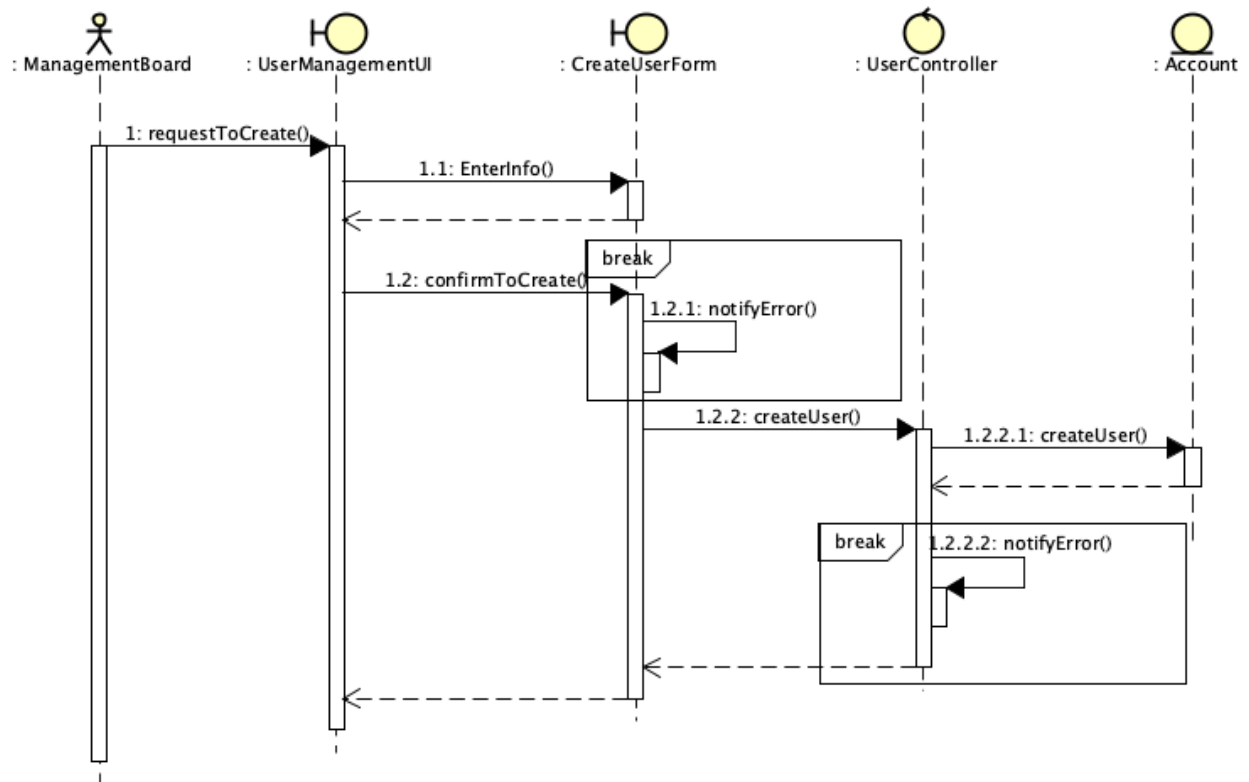 : ManagementBoard
: UserManagementUI
: CreateUserForm
: UserController
: Account
1: requestToCreate()
1.1: EnterInfo()
break
1.2: confirmToCreate()
1.2.1: notifyError()
1.2.2: createUser()
1.2.2.1: createUser()
break
1.2.2.2: notifyError()